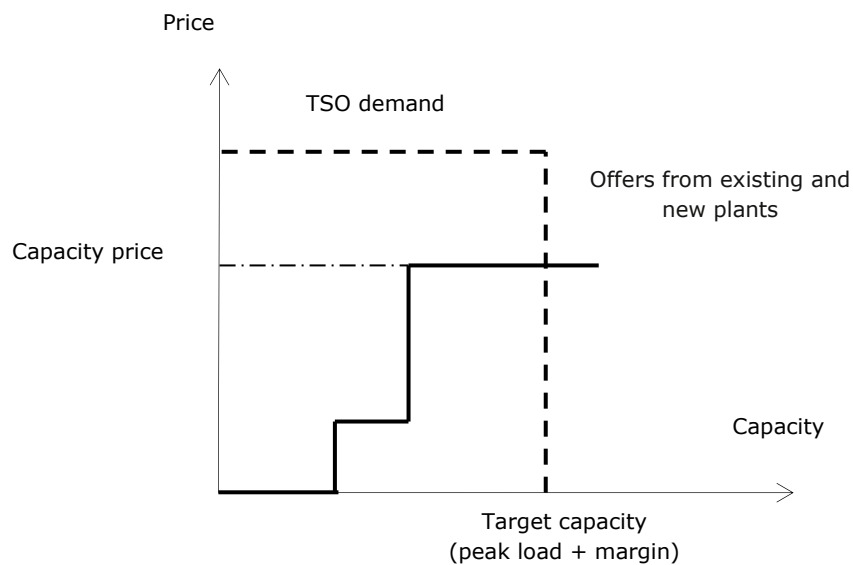 Price
TSO demand
Offers from existing and
new plants
Capacity price
Capacity
Target capacity
(peak load + margin)